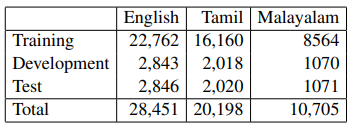 English Tamil Malayalam
Training 22,762 16,160 8564
Development 2,843 2,018 1070
Test 2,846 2,020 1071
Total 28,451 20,198 10,705